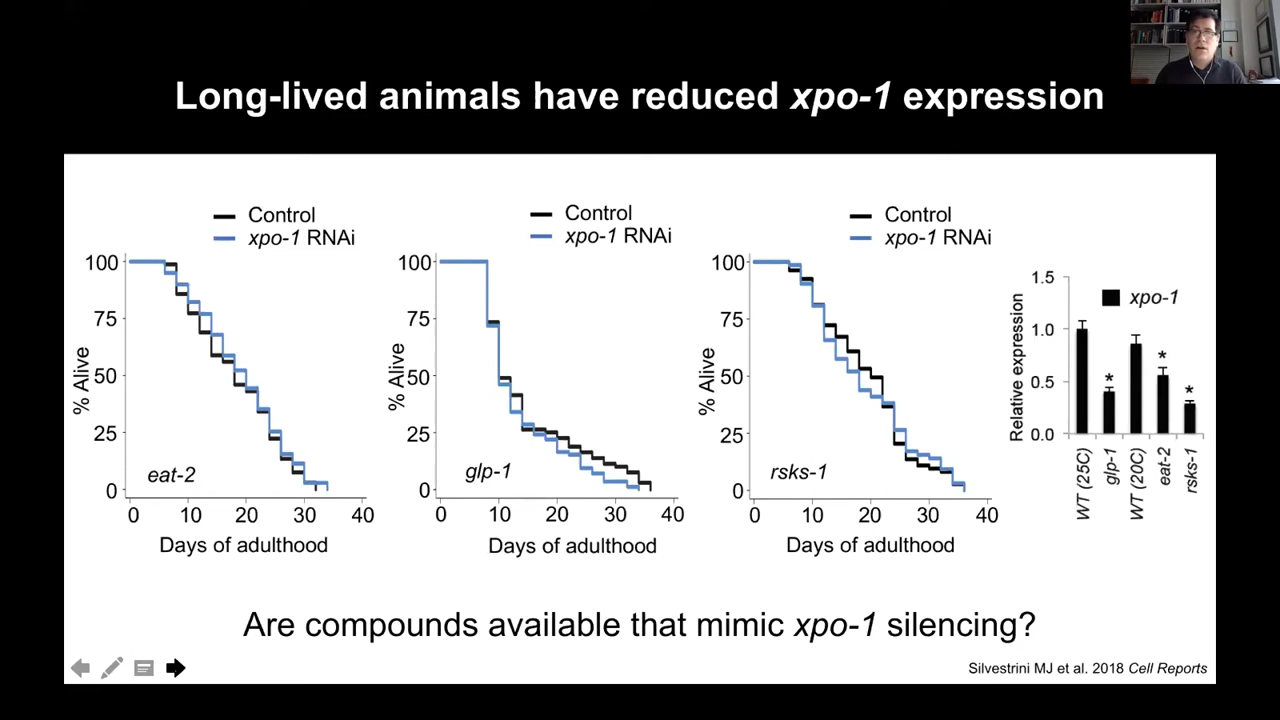 Long-lived animals have reduced xpo-1 expression
Control
xpo-1 RNAi
100
75
50
25
0
% Alive
eat-2
0 10 20 30 40
Days of adulthood
Control
xpo-1 RNAi
100
75
50
25
0
% Alive
glp-1
0 10 20 30 40
Days of adulthood
Control
xpo-1 RNAi
100
75
50
25
0
% Alive
rsks-1
0 10 20 30 40
Days of adulthood
1.5
1.0
0.5
0.0
Relative expression
xpo-1
*
*
*
WT (25C)
glp-1
WT (20C)
eat-2
rsks-1
Are compounds available that mimic xpo-1 silencing?
Silvestrini MJ et al. 2018 Cell Reports